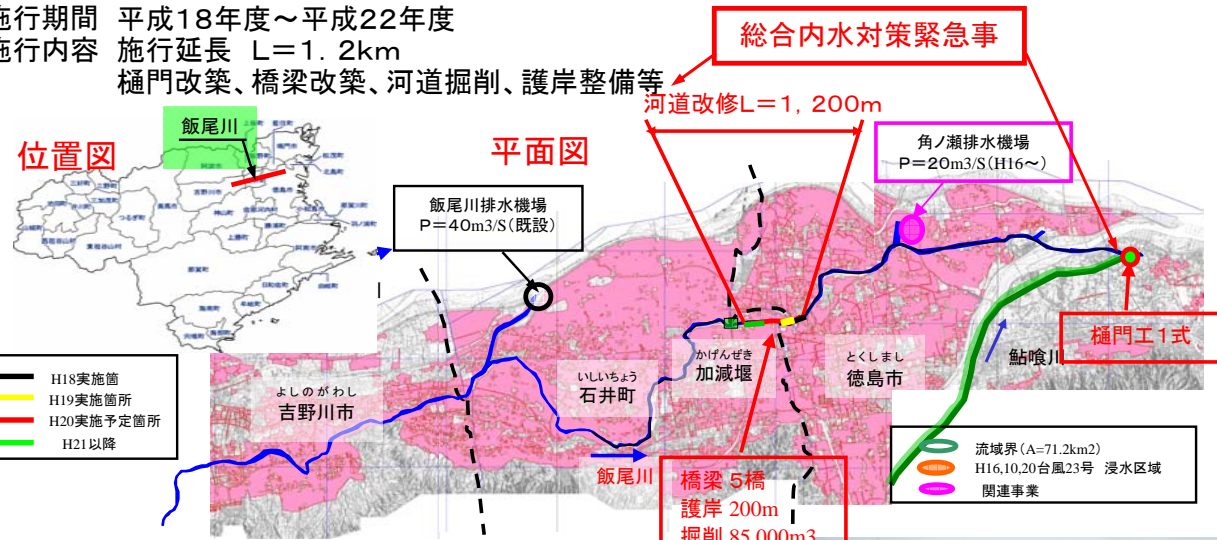 施行期間 平成18年度～平成22年度
施行内容 施行延長 L＝1．2km
樋門改築、橋梁改築、河道掘削、護岸整備等
総合内水対策緊急事
河道改修L＝1，200m
飯尾川
位置図
平面図
角ノ瀬排水機場
P＝20m3/S(H16～)
飯尾川排水機場
P＝40m3/S(既設)
樋門工1式
鮎喰川
かげんぜき
加減堰
とくしまし
徳島市
いしいちょう
石井町
よしのがわし
吉野川市
H18実施箇
H19実施箇所
H20実施予定箇所
H21以降
飯尾川
橋梁 5橋
護岸 200m
掘削 85,000m3
流域界(A=71.2km2)
H16,10,20台風23号 浸水区域
関連事業